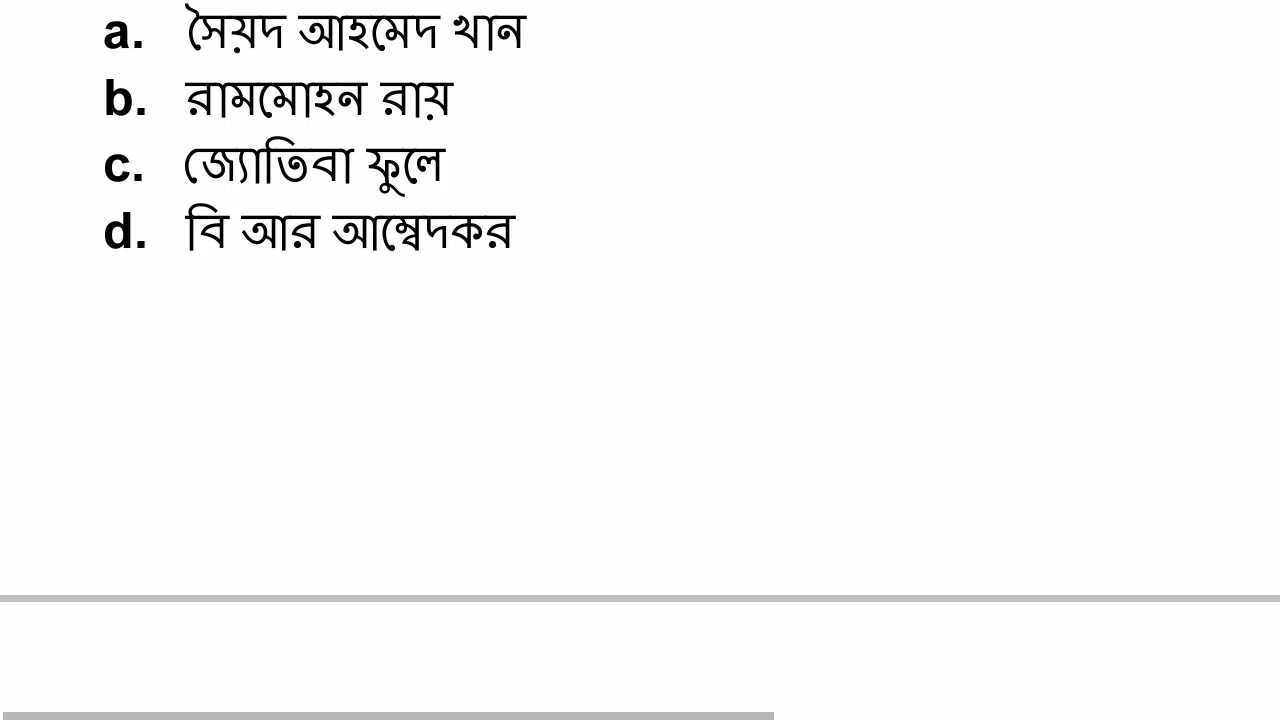 a. সৈয়দ আহমেদ খান
b. রামমোহন রায়
c. জ্যোতিবা ফুলে
d. বি আর আম্বেদকর